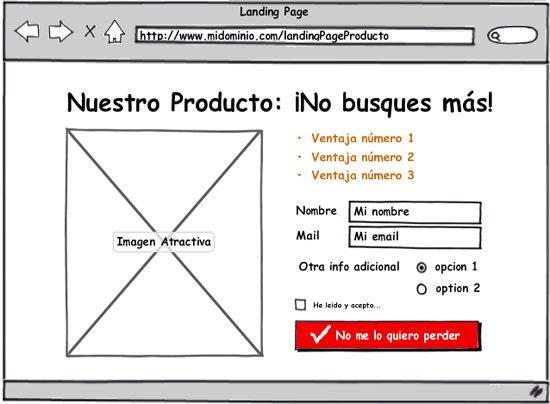 Landing Page
http://www.midominio.com/landingPageProducto
Nuestro Producto: ¡No busques más!
Imagen Atractiva
· Ventaja número 1
· Ventaja número 2
· Ventaja número 3
Nombre Mi nombre
Mail Mi email
Otra info adicional opcion 1
option 2
He leido y acepto...
No me lo quiero perder